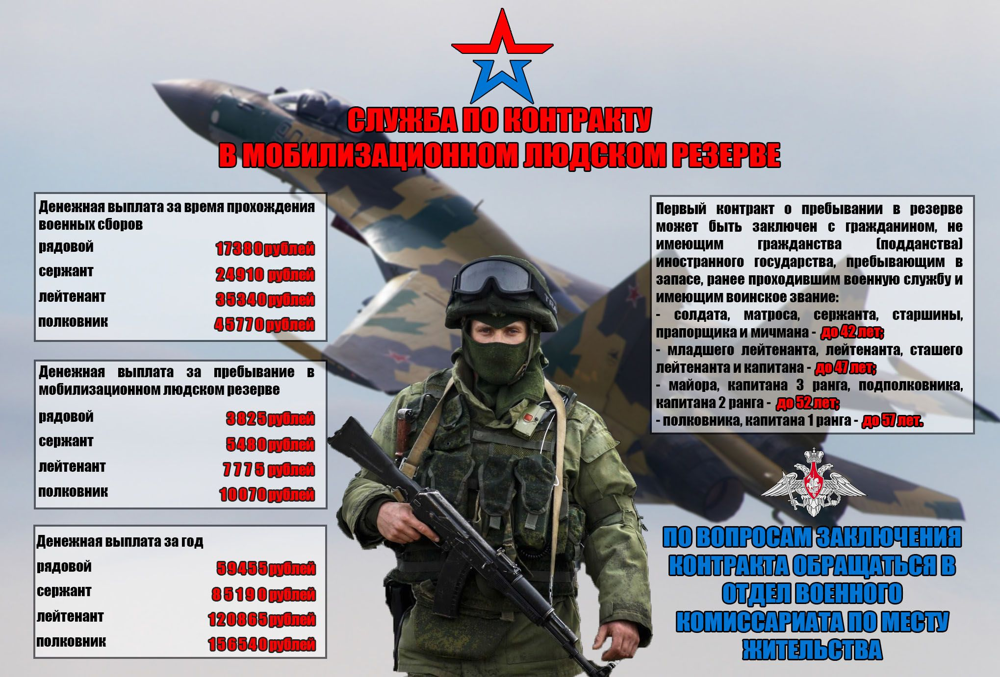 СЛУЖБА ПО КОНТРАКТУ
В МОБИЛИЗАЦИОННОМ ЛЮДСКОМ РЕЗЕРВЕ
Денежная выплата за время прохождения
военных сборов
рядовой 17380 рублей
сержант 24910 рублей
лейтенант 35340 рублей
полковник 45770 рублей
Денежная выплата за пребывание в
мобилизационном людском резерве
рядовой 3825 рублей
сержант 5480 рублей
лейтенант 7775 рублей
полковник 10070 рублей
Денежная выплата за год
рядовой 59455 рублей
сержант 85190 рублей
лейтенант 120865 рублей
полковник 156540 рублей
Первый контракт о пребывании в резерве
может быть заключен с гражданином, не
имеющим гражданства (подданства)
иностранного государства, пребывающим в
запасе, ранее проходившим военную службу и
имеющим воинское звание:
- солдата, матроса, сержанта, старшины,
прапорщика и мичмана - до 42 лет;
- младшего лейтенанта, лейтенанта, сташего
лейтенанта и капитана - до 47 лет;
- майора, капитана 3 ранга, подполковника,
капитана 2 ранга - до 52 лет;
- полковника, капитана 1 ранга - до 57 лет.
ПО ВОПРОСАМ ЗАКЛЮЧЕНИЯ
КОНТРАКТА ОБРАЩАТЬСЯ В
ОТДЕЛ ВОЕННОГО
КОМИССАРИАТА ПО МЕСТУ
ЖИТЕЛЬСТВА